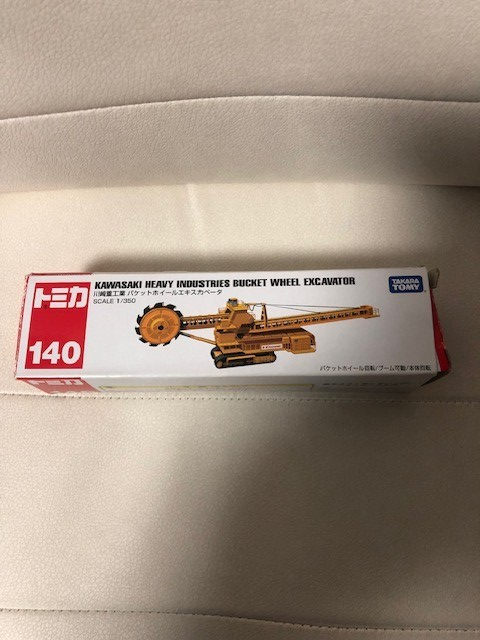 トミカ
140
KAWASAKI HEAVY INDUSTRIES BUCKET WHEEL EXCAVATOR
川崎重工業 バケットホイールエキスカベータ
SCALE 1/350
TAKARA
TOMY
バケットホイール回転/ブーム可動/本体回転